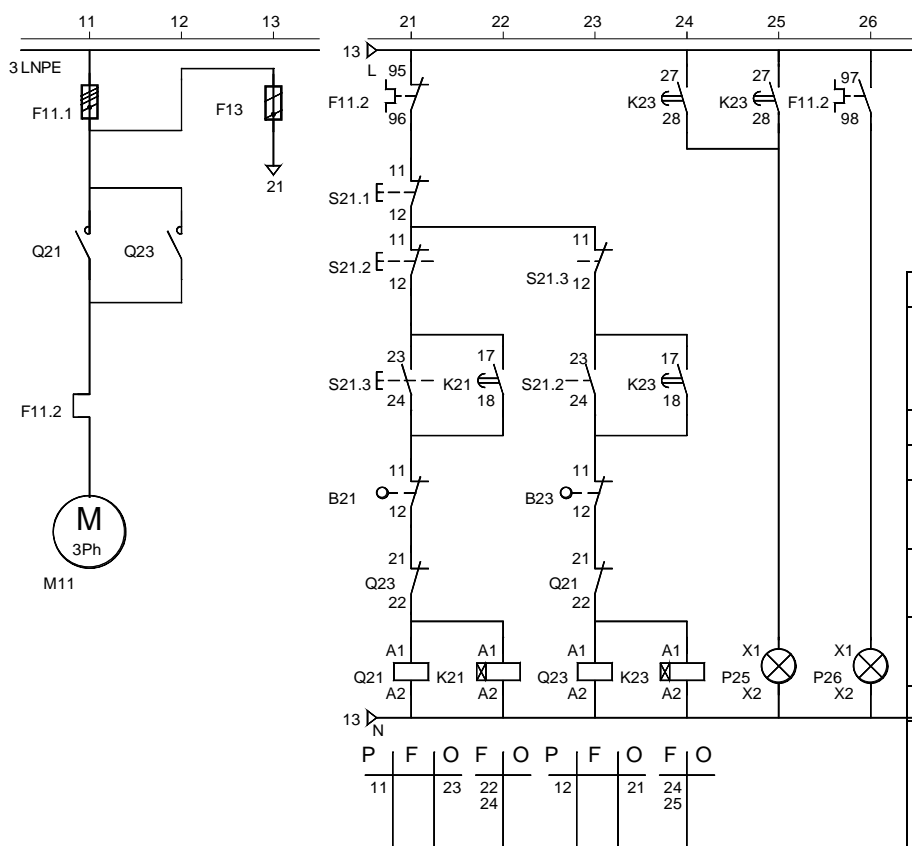 11 12 13 21 22 23 24 25 26
13
3 LNPE L 95 27 27 97
F11.1 F13 F11.2 K23 K23 F11.2
96 28 28 98
21 11
S21.1
12
11 11
Q21 Q23 S21.2 S21.3
12 12
23 17 23 17
S21.3 K21 S21.2 K23
24 18 24 18
F11.2
11 11
B21 B23
12 12
M
3Ph
M11
21 21
Q23 Q21
22 22
A1 A1 A1 A1 X1 X1
Q21 K21 Q23 K23 P25 P26
A2 A2 A2 A2 X2 X2
13
N
P F O F O P F O F O
11 23 22 12 21 24
24 25